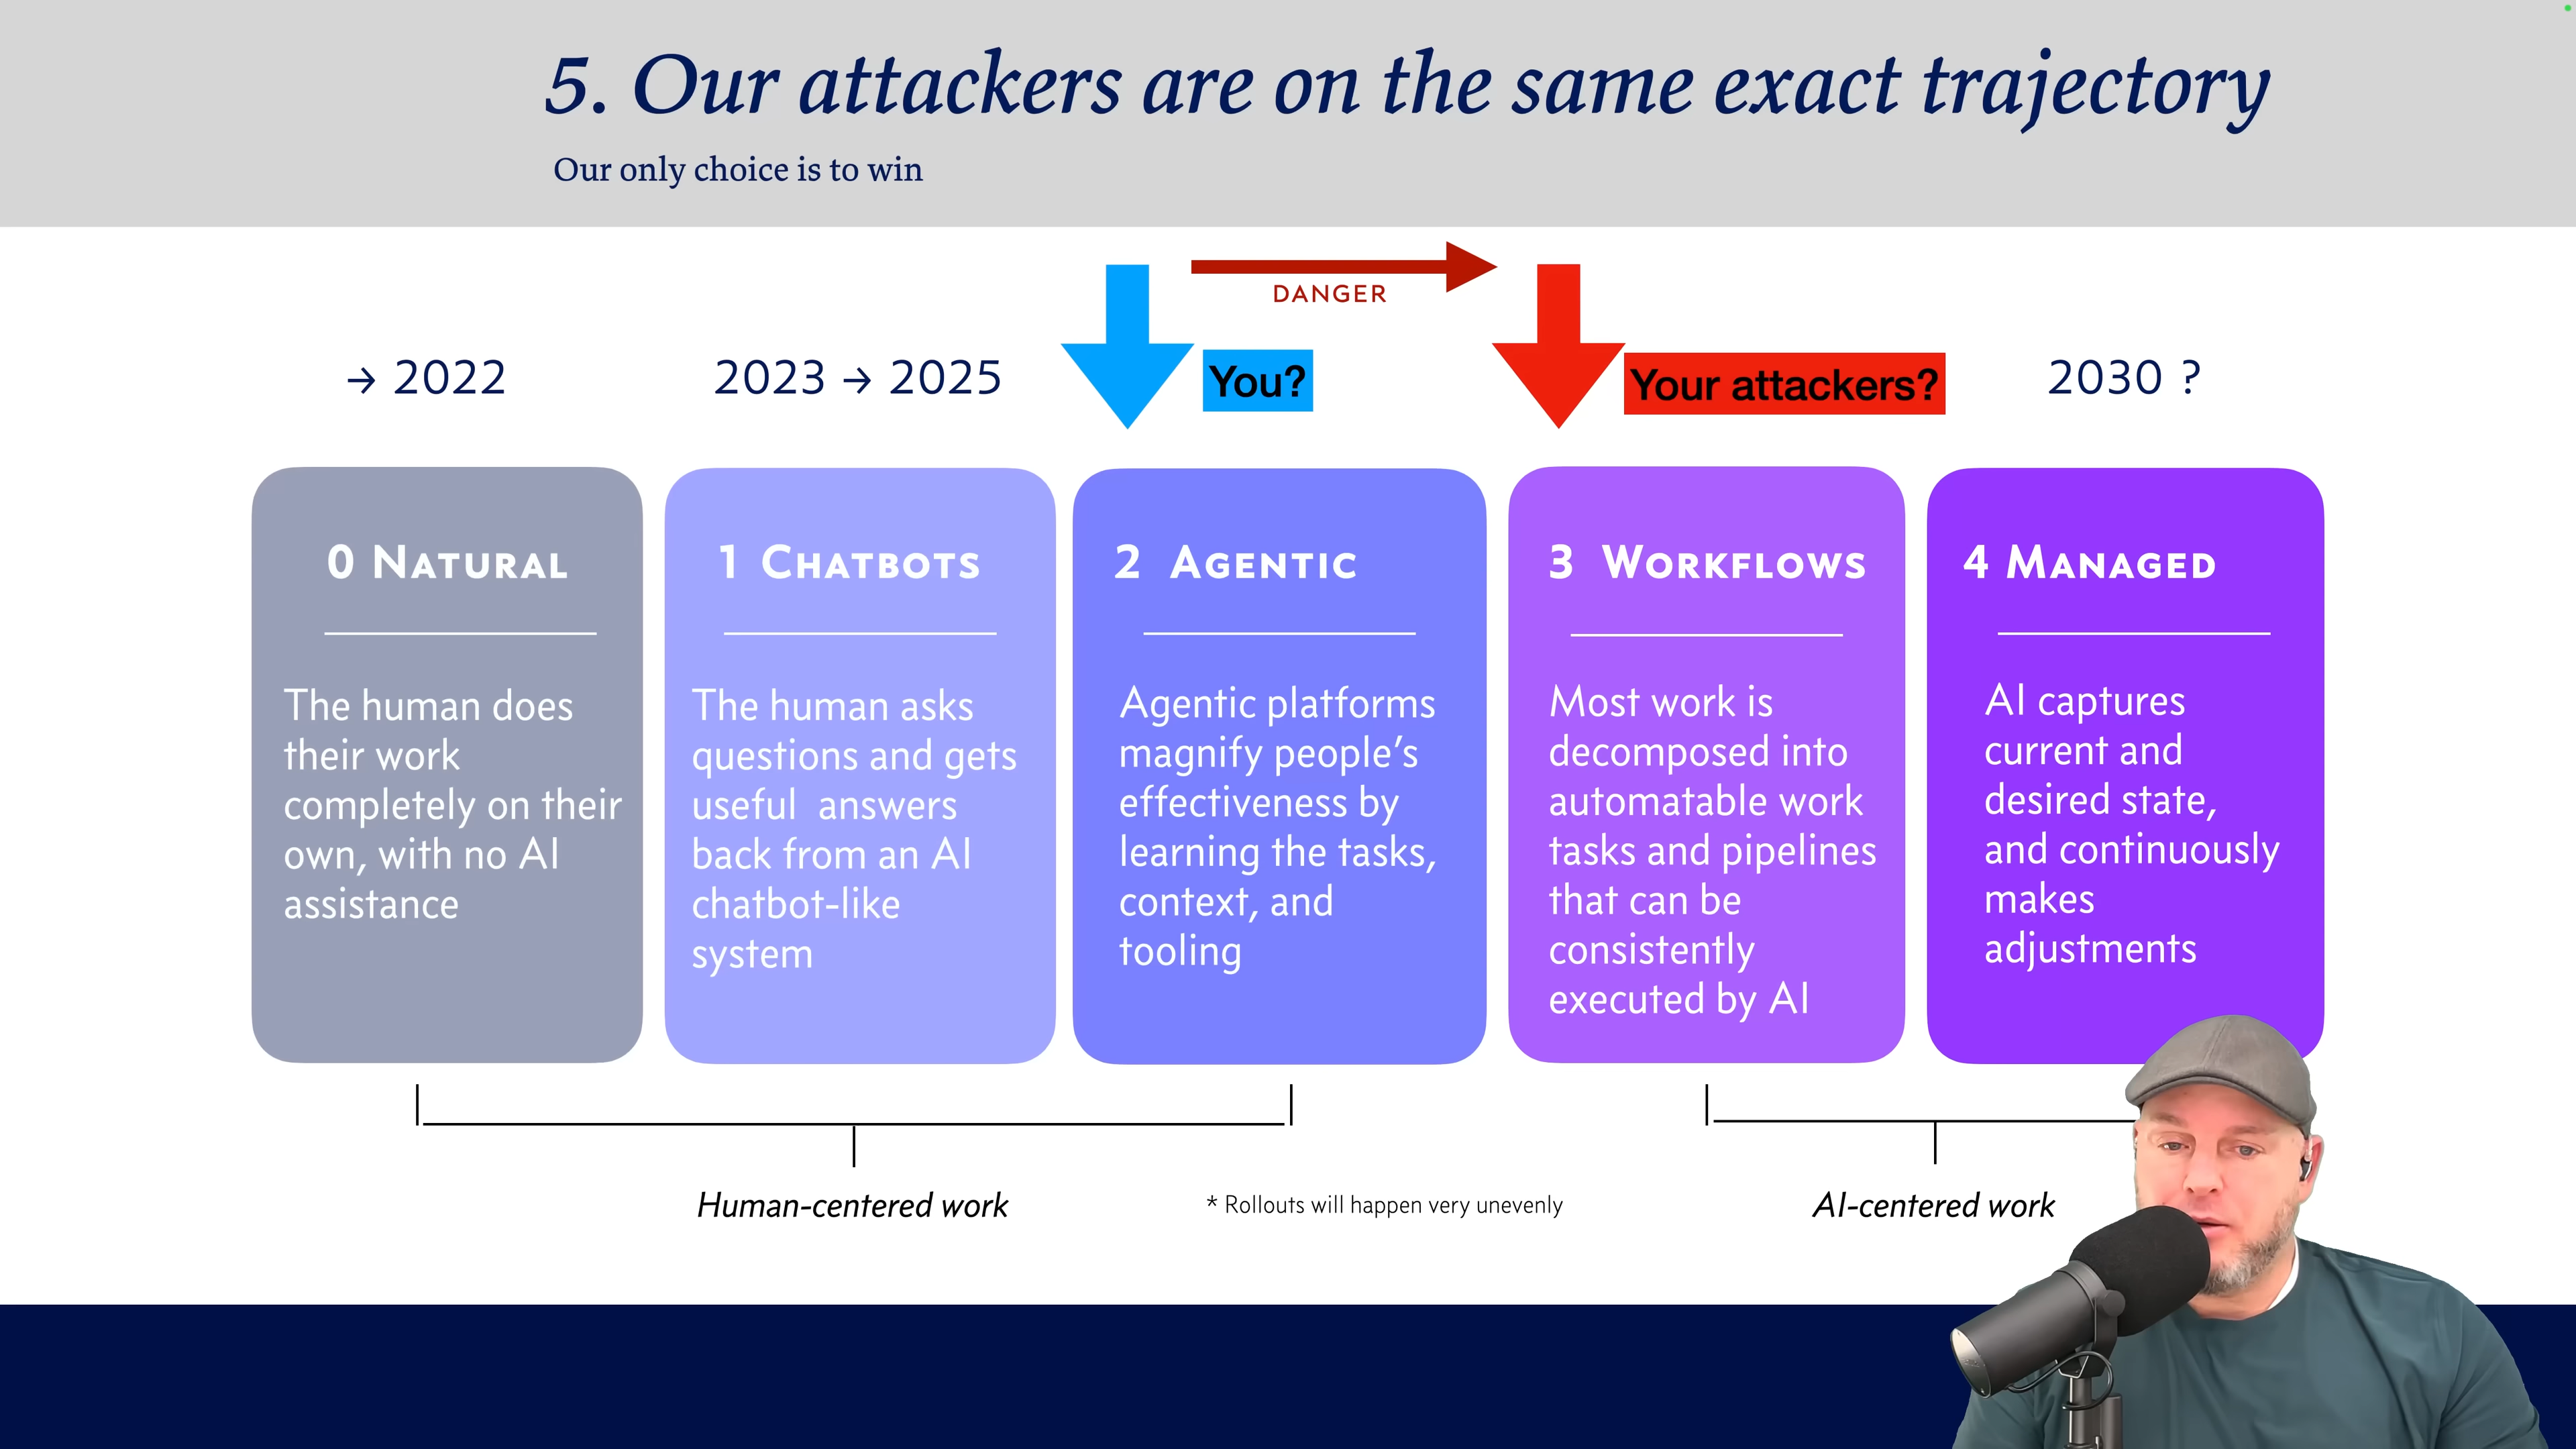 5. Our attackers are on the same exact trajectory
Our only choice is to win
DANGER
→ 2022
2023 → 2025
You?
Your attackers?
2030 ?
0 NATURAL
The human does
their work
completely on their
own, with no AI
assistance
1 CHATBOTS
The human asks
questions and gets
useful  answers
back from an AI
chatbot-like
system
2 AGENTIC
Agentic platforms
magnify people’s
effectiveness by
learning the tasks,
context, and
tooling
3 WORKFLOWS
Most work is
decomposed into
automatable work
tasks and pipelines
that can be
consistently
executed by AI
4 MANAGED
AI captures
current and
desired state,
and continuously
makes
adjustments
Human-centered work
* Rollouts will happen very unevenly
AI-centered work